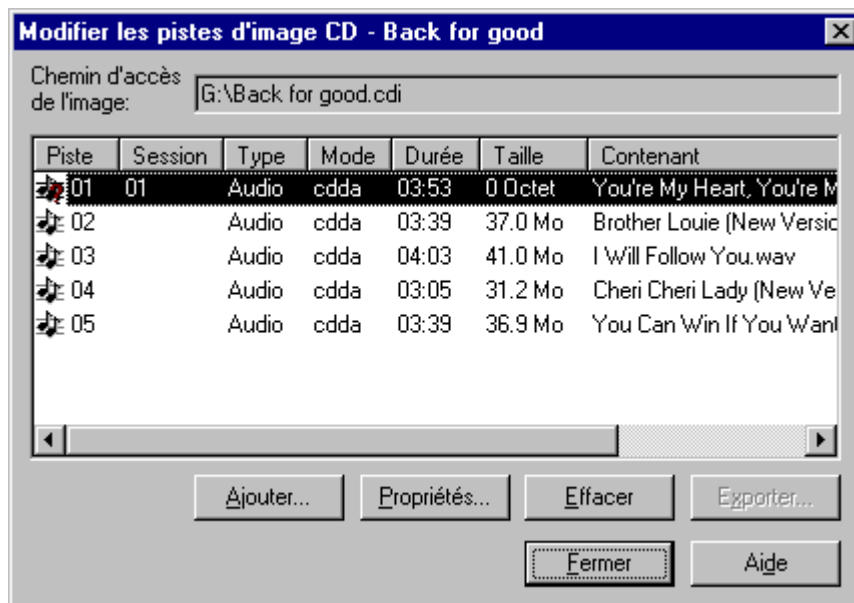 Modifier les pistes d'image CD - Back for good
Chemin d'accès
de l'image:
G:\Back for good.cdi
Piste Session Type Mode Durée Taille Contenant
01 01 Audio cdda 03:53 0 Octet You're My Heart, You're M
02 Audio cdda 03:39 37.0 Mo Brother Louie (New Versic
03 Audio cdda 04:03 41.0 Mo I Will Follow You.wav
04 Audio cdda 03:05 31.2 Mo Cheri Cheri Lady (New Ve
05 Audio cdda 03:39 36.9 Mo You Can Win If You Want
Ajouter... Propriétés... Effacer Exporter...
Fermer Aide